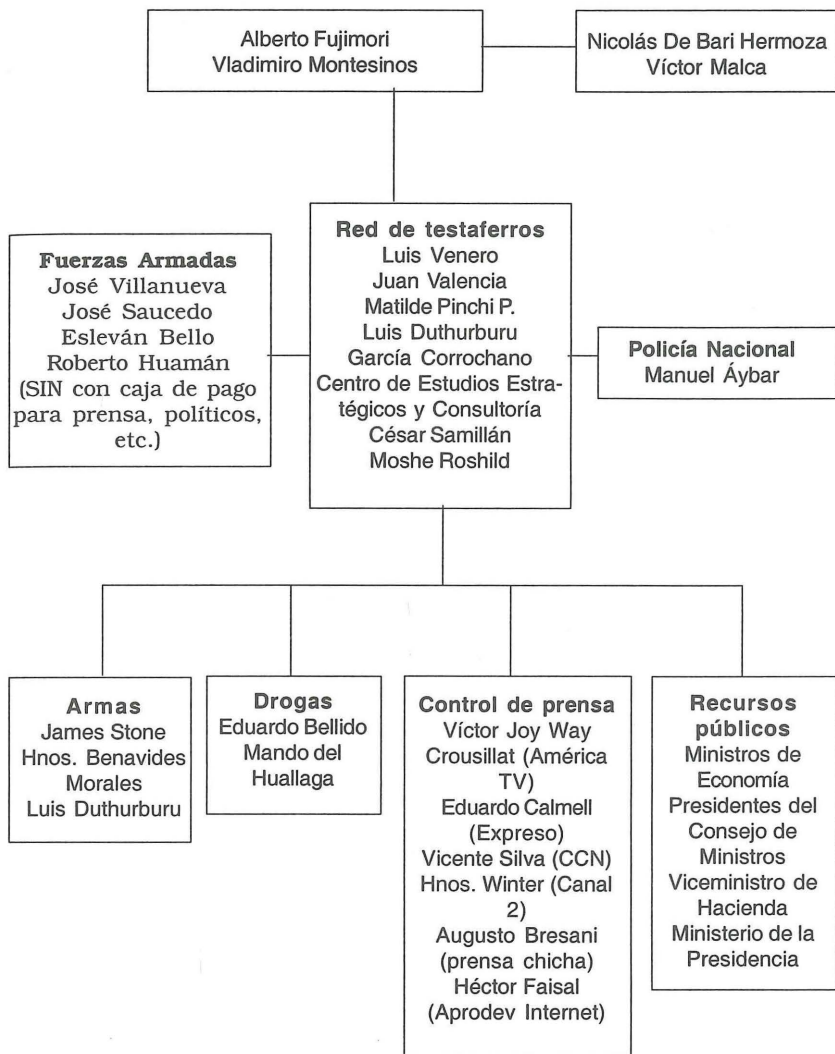 Alberto Fujimori
Vladimiro Montesinos
Nicolás De Bari Hermoza
Víctor Malca
Fuerzas Armadas
José Villanueva
José Saucedo
Esleván Bello
Roberto Huamán
(SIN con caja de pago
para prensa, políticos,
etc.)
Red de testaferros
Luis Venero
Juan Valencia
Matilde Pinchi P.
Luis Duthurburu
García Corrochano
Centro de Estudios Estra-
tégicos y Consultoría
César Samillán
Moshe Roshild
Policía Nacional
Manuel Áybar
Armas
James Stone
Hnos. Benavides
Morales
Luis Duthurburu
Drogas
Eduardo Bellido
Mando del
Huallaga
Control de prensa
Víctor Joy Way
Crousillat (América
TV)
Eduardo Calmell
(Expreso)
Vicente Silva (CCN)
Hnos. Winter (Canal
2)
Augusto Bresani
(prensa chicha)
Héctor Faisal
(Aprodev Internet)
Recursos
públicos
Ministros de
Economía
Presidentes del
Consejo de
Ministros
Viceministro de
Hacienda
Ministerio de la
Presidencia